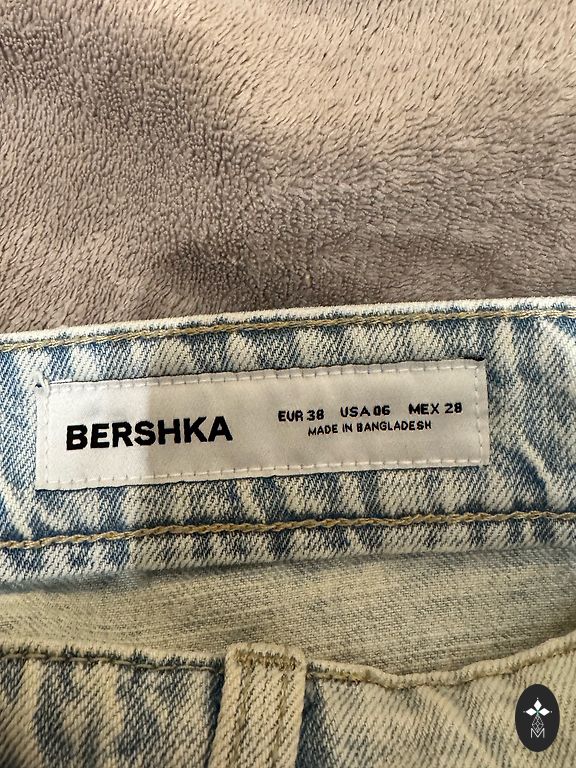 BERSHKA
EUR 38 USA 06 MEX 28
MADE IN BANGLADESH